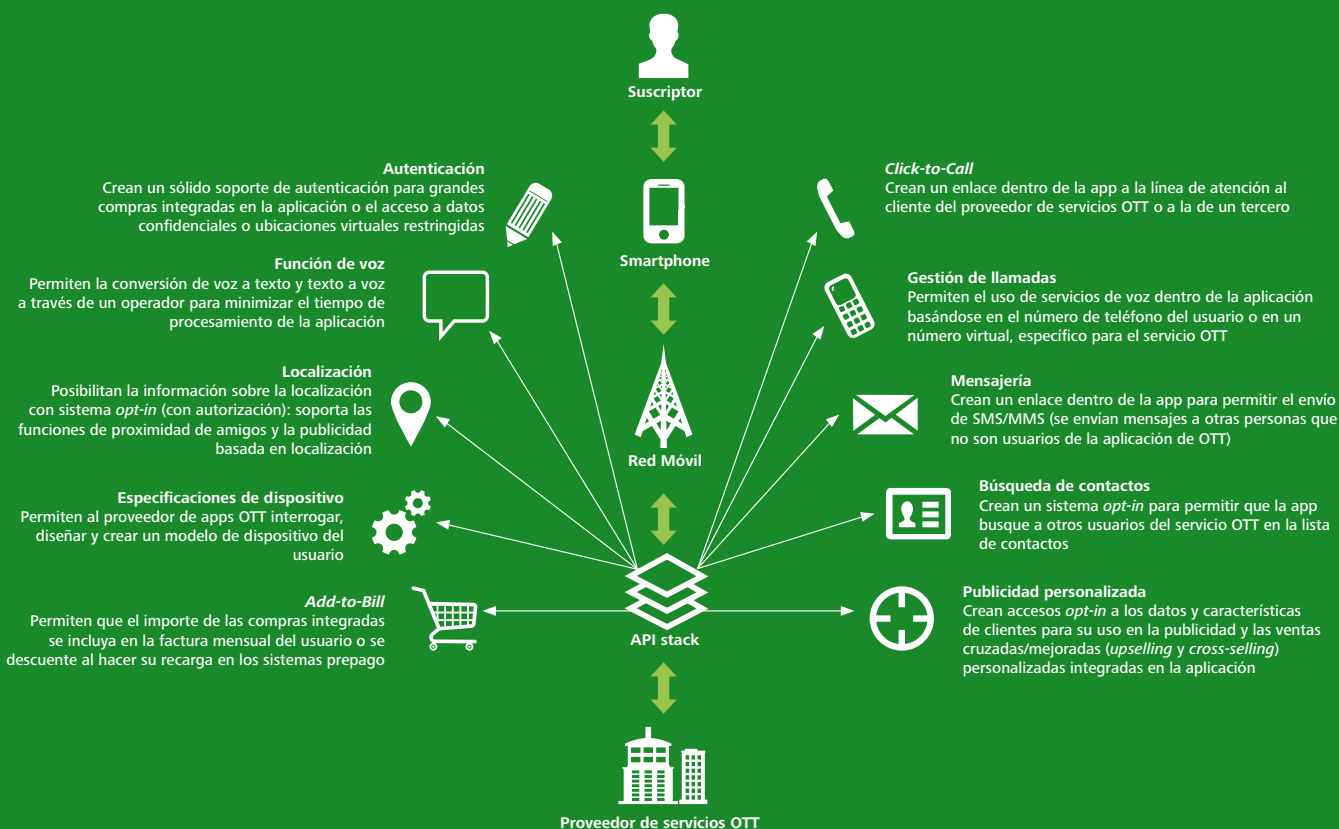 Suscriptor
Autenticación
Crean un sólido soporte de autenticación para grandes
compras integradas en la aplicación o el acceso a datos
confidenciales o ubicaciones virtuales restringidas
Click-to-Call
Crean un enlace dentro de la app a la línea de atención al
cliente del proveedor de servicios OTT o a la de un tercero
Smartphone
Función de voz
Permiten la conversión de voz a texto y texto a voz
a través de un operador para minimizar el tiempo de
procesamiento de la aplicación
Gestión de llamadas
Permiten el uso de servicios de voz dentro de la aplicación
basándose en el número de teléfono del usuario o en un
número virtual, específico para el servicio OTT
Localización
Posibilitan la información sobre la localización
con sistema opt-in (con autorización): soporta las
funciones de proximidad de amigos y la publicidad
basada en localización
Mensajería
Crean un enlace dentro de la app para permitir el envío
de SMS/MMS (se envían mensajes a otras personas que
no son usuarios de la aplicación de OTT)
Red Móvil
Especificaciones de dispositivo
Permiten al proveedor de apps OTT interrogar,
diseñar y crear un modelo de dispositivo del
usuario
Búsqueda de contactos
Crean un sistema opt-in para permitir que la app
busque a otros usuarios del servicio OTT en la lista
de contactos
Add-to-Bill
Permiten que el importe de las compras integradas
se incluya en la factura mensual del usuario o se
descuente al hacer su recarga en los sistemas prepago
API stack
Publicidad personalizada
Crean accesos opt-in a los datos y características
de clientes para su uso en la publicidad y las ventas
cruzadas/mejoradas (upselling y cross-selling)
personalizadas integradas en la aplicación
Proveedor de servicios OTT